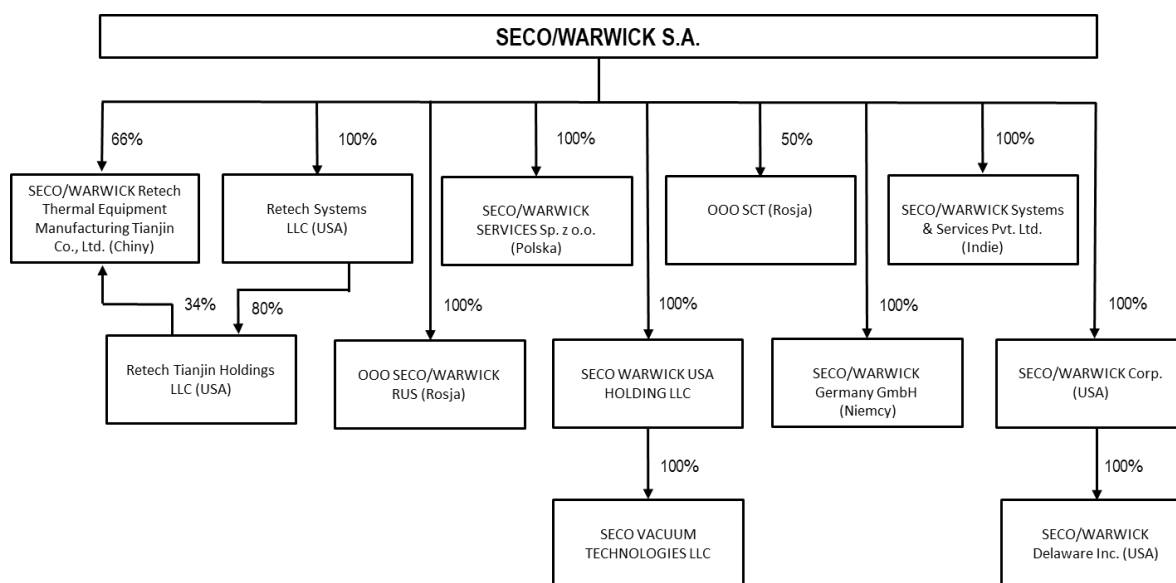 SECO/WARWICK S.A.
66%
100%
100%
50%
100%
SECO/WARWICK Retech
Thermal Equipment
Manufacturing Tianjin
Co., Ltd. (Chiny)
Retech Systems
LLC (USA)
SECO/WARWICK
SERVICES Sp. z o.o.
(Polska)
OOO SCT (Rosja)
SECO/WARWICK Systems
& Services Pvt. Ltd.
(Indie)
34%
80%
100%
100%
100%
100%
Retech Tianjin Holdings
LLC (USA)
OOO SECO/WARWICK
RUS (Rosja)
SECO WARWICK USA
HOLDING LLC
SECO/WARWICK
Germany GmbH
(Niemcy)
SECO/WARWICK Corp.
(USA)
100%
100%
SECO VACUUM
TECHNOLOGIES LLC
SECO/WARWICK
Delaware Inc. (USA)